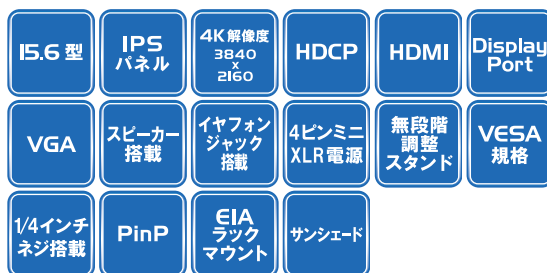 15.6 型
IPS
パネル
4K 解像度
3840
x
2160
HDCP
HDMI
Display
Port
VGA
スピーカー
搭載
イヤフォン
ジャック
搭載
4ピンミニ
XLR電源
無段階
調整
スタンド
VESA
規格
1/4インチ
ネジ搭載
PinP
EIA
ラック
マウント
サンシェード